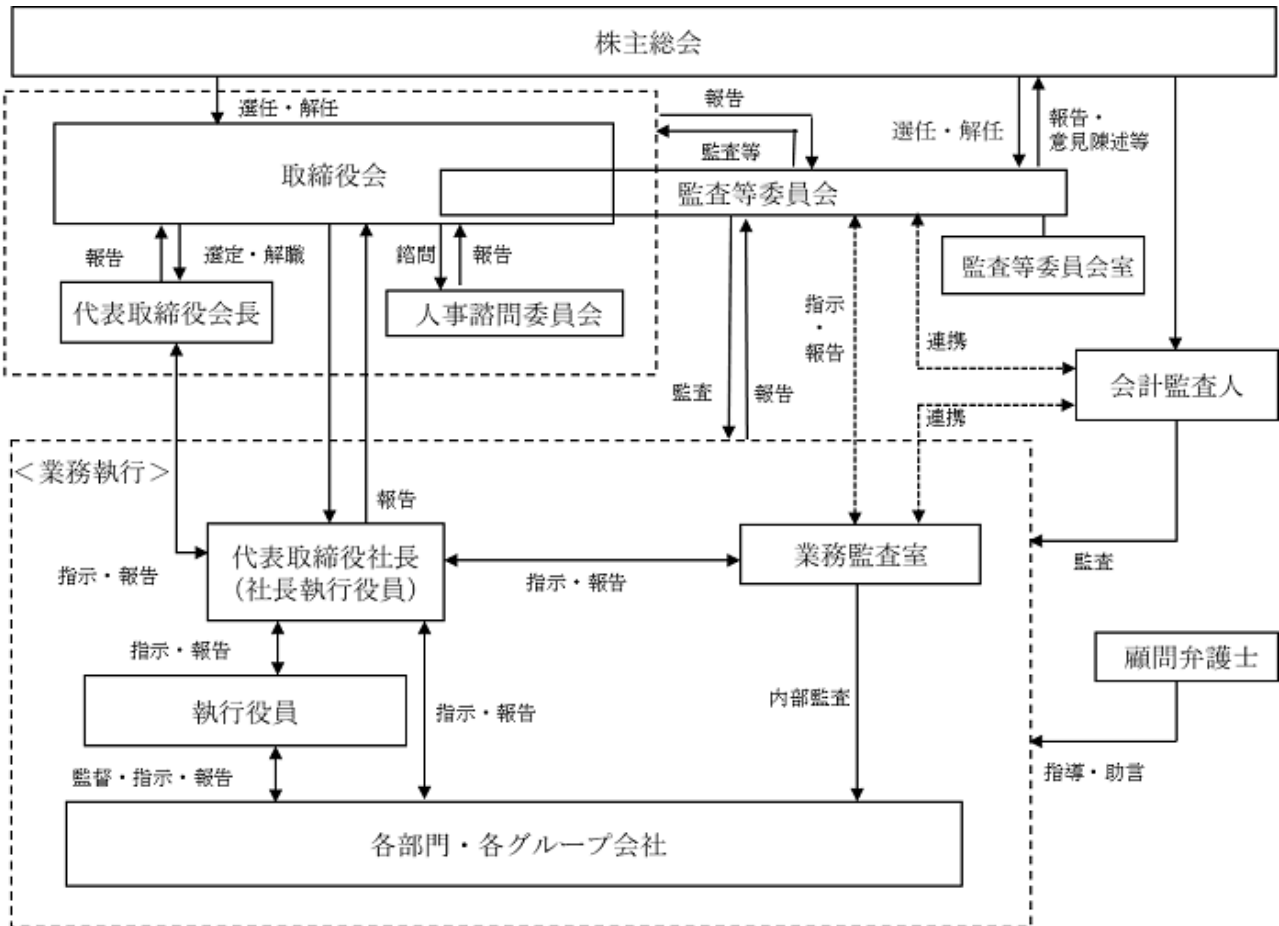 株主総会
選任・解任
報告
選任・解任
報告・
意見陳述等
監査等
取締役会
監査等委員会
報告
選定・解職
諮問
報告
監査等委員会室
代表取締役会長
人事諮問委員会
指示
・
報告
連携
会計監査人
監査
報告
連携
<業務執行>
報告
代表取締役社長
(社長執行役員)
業務監査室
指示・報告
指示・報告
監査
指示・報告
顧問弁護士
執行役員
指示・報告
内部監査
監督・指示・報告
指導・助言
各部門・各グループ会社